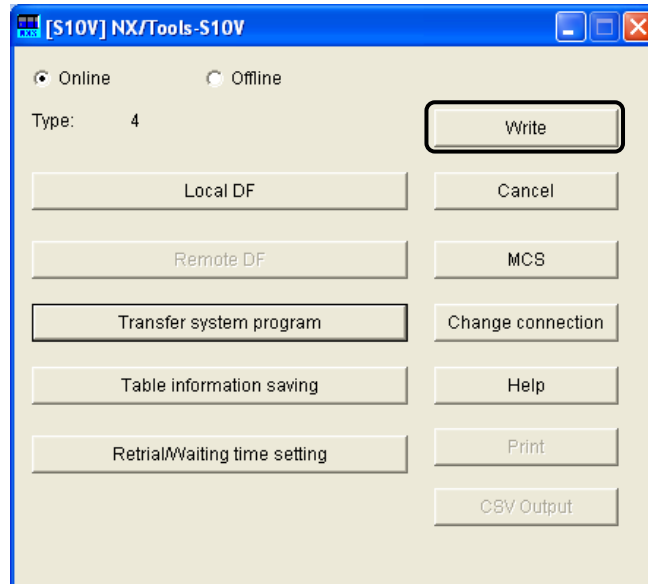 [S10V] NX/Tools-S10V
Online Offline
Type: 4
Write
Local DF
Cancel
Remote DF
MCS
Transfer system program
Change connection
Table information saving
Help
Retrial/Waiting time setting
Print
CSV Output